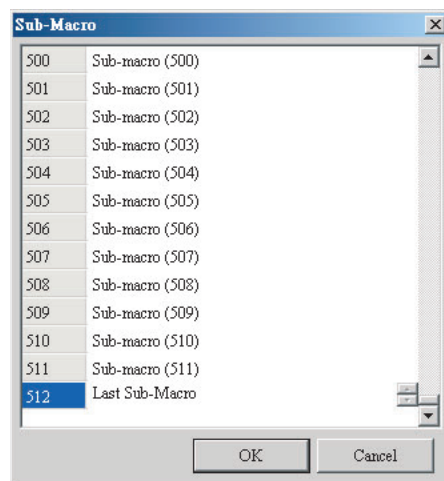 Sub-Macro
500 Sub-macro (500)
501 Sub-macro (501)
502 Sub-macro (502)
503 Sub-macro (503)
504 Sub-macro (504)
505 Sub-macro (505)
506 Sub-macro (506)
507 Sub-macro (507)
508 Sub-macro (508)
509 Sub-macro (509)
510 Sub-macro (510)
511 Sub-macro (511)
512 Last Sub-Macro
OK Cancel